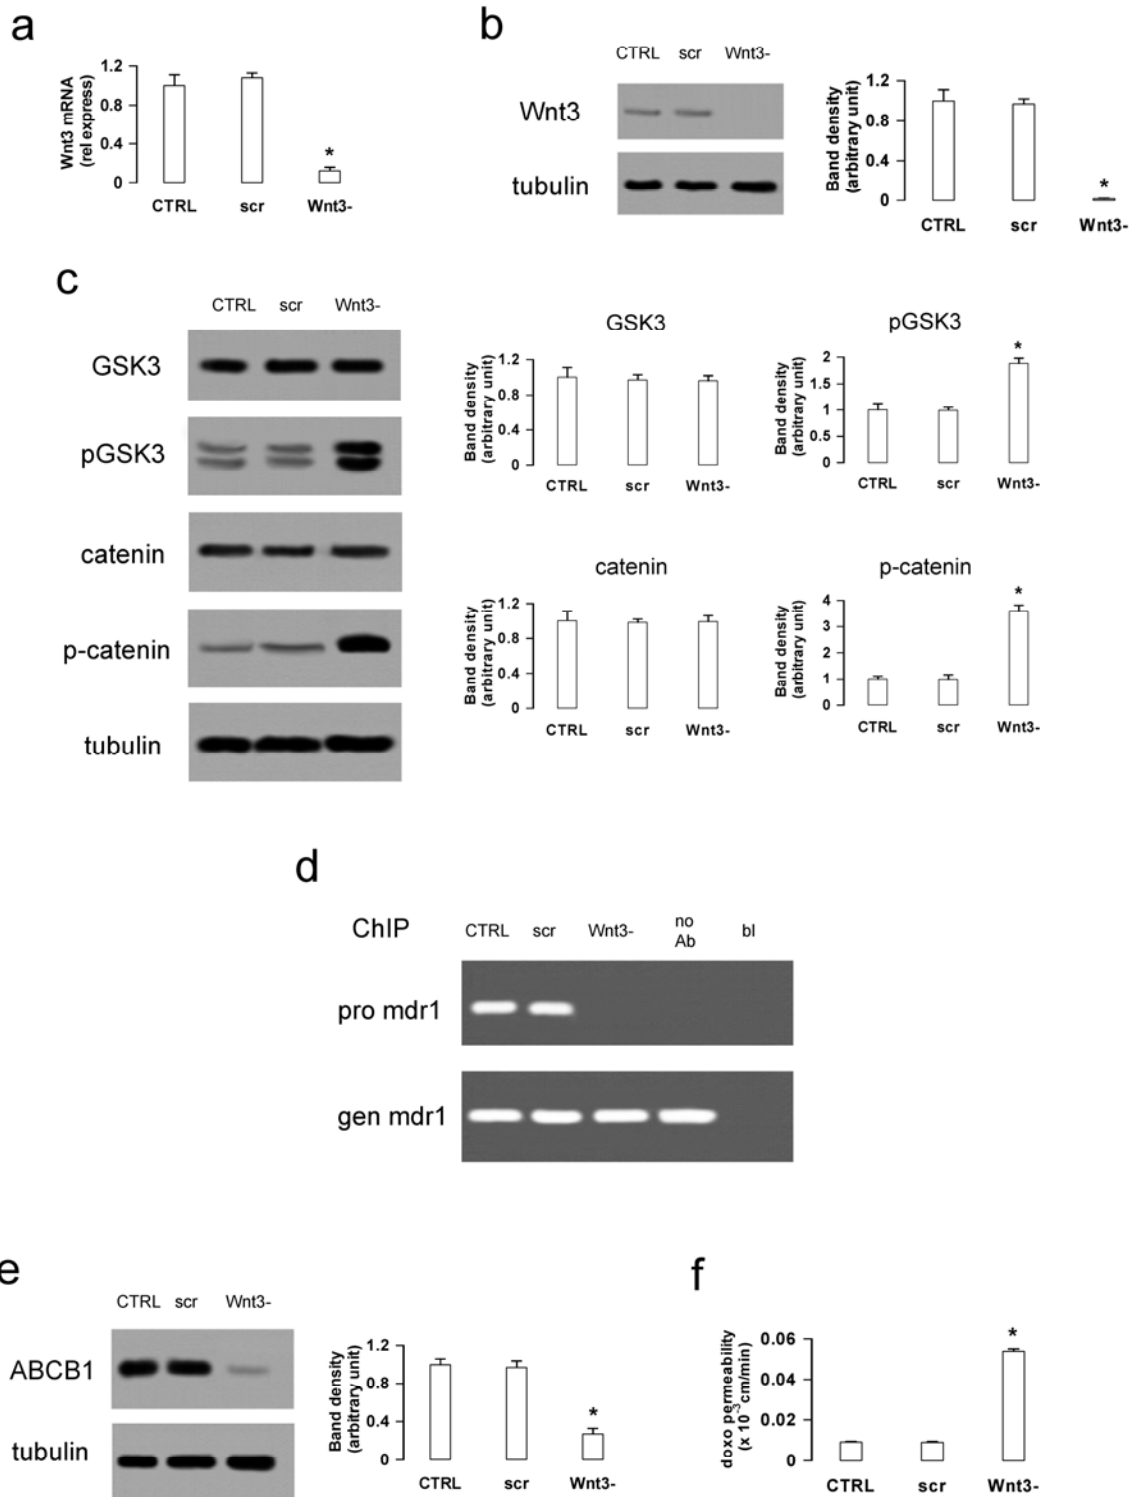 a
Wnt3 mRNA
(rel express)
1.2
0.8
0.4
0
*
CTRL scr Wnt3-
b
CTRL scr Wnt3-
Wnt3
tubulin
Band density
(arbitrary unit)
1.2
0.8
0.4
0
*
CTRL scr Wnt3-
c
CTRL scr Wnt3-
GSK3
pGSK3
catenin
p-catenin
tubulin
GSK3
Band density
(arbitrary unit)
1.2
0.8
0.4
0
CTRL scr Wnt3-
pGSK3
Band density
(arbitrary unit)
2
1.5
1
0.5
0
*
CTRL scr Wnt3-
catenin
Band density
(arbitrary unit)
1.2
0.8
0.4
0
CTRL scr Wnt3-
p-catenin
Band density
(arbitrary unit)
4
3
2
1
0
*
CTRL scr Wnt3-
d
ChIP
CTRL scr Wnt3- no Ab bl
pro mdr1
gen mdr1
e
CTRL scr Wnt3-
ABCB1
tubulin
Band density
(arbitrary unit)
1.2
0.8
0.4
0
*
CTRL scr Wnt3-
f
doxo permeability
(x 10⁻³ cm/min)
0.06
0.04
0.02
0
*
CTRL scr Wnt3-